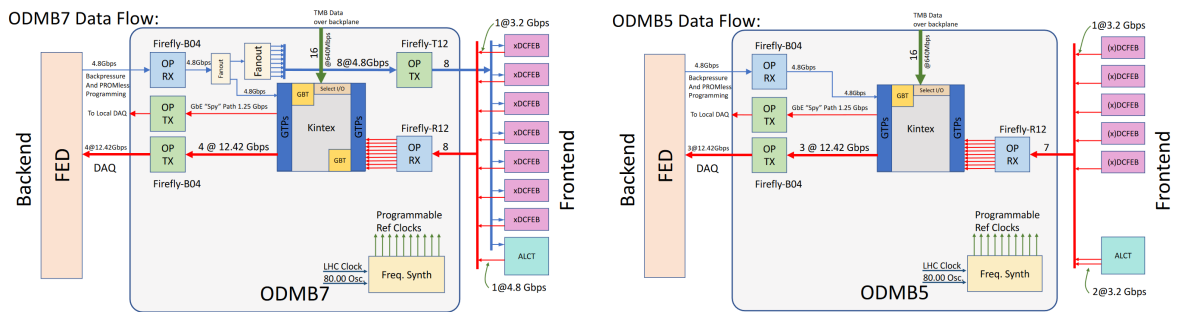 ODMB7 Data Flow:
TMB Data
over backplane
16
@640Mbps
1@3.2 Gbps
Backend
FED
4.8Gbps
Backpressure
And PROMless
Programming
To Local DAQ
4@12.42Gbps
DAQ
Firefly-B04
OP
RX
4.8Gbps
Fanout
Fanout
4.8Gbps
8@4.8Gbps
Firefly-T12
OP
TX
8
OP
TX
GbE "Spy" Path 1.25 Gbps
OP
TX
4 @ 12.42 Gbps
Firefly-B04
GTPs
GBT
Select I/O
Kintex
GBT
GTPs
Firefly-R12
OP
RX
8
xDCFEB
xDCFEB
xDCFEB
xDCFEB
xDCFEB
xDCFEB
xDCFEB
ALCT
Frontend
1@4.8 Gbps
Programmable
Ref Clocks
LHC Clock
80.00 Osc.
Freq. Synth
ODMB7
ODMB5 Data Flow:
TMB Data
over backplane
16
@640Mbps
1@3.2 Gbps
Backend
FED
4.8Gbps
Backpressure
And PROMless
Programming
To Local DAQ
3@12.42Gbps
DAQ
Firefly-B04
OP
RX
4.8Gbps
OP
TX
GbE "Spy" Path 1.25 Gbps
OP
TX
3 @ 12.42 Gbps
Firefly-B04
GTPs
GBT
Select I/O
Kintex
GTPs
Firefly-R12
OP
RX
7
(x)DCFEB
(x)DCFEB
(x)DCFEB
(x)DCFEB
(x)DCFEB
ALCT
Frontend
2@3.2 Gbps
Programmable
Ref Clocks
LHC Clock
80.00 Osc.
Freq. Synth
ODMB5